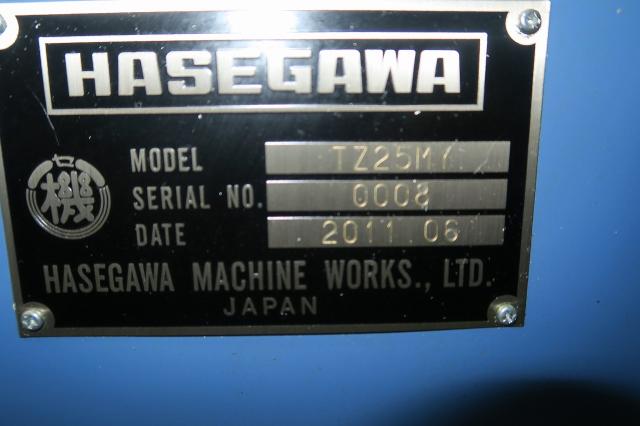 HASEGAWA
機
MODEL TZ25MY
SERIAL NO. 0008
DATE 2011.06
HASEGAWA MACHINE WORKS., LTD.
JAPAN